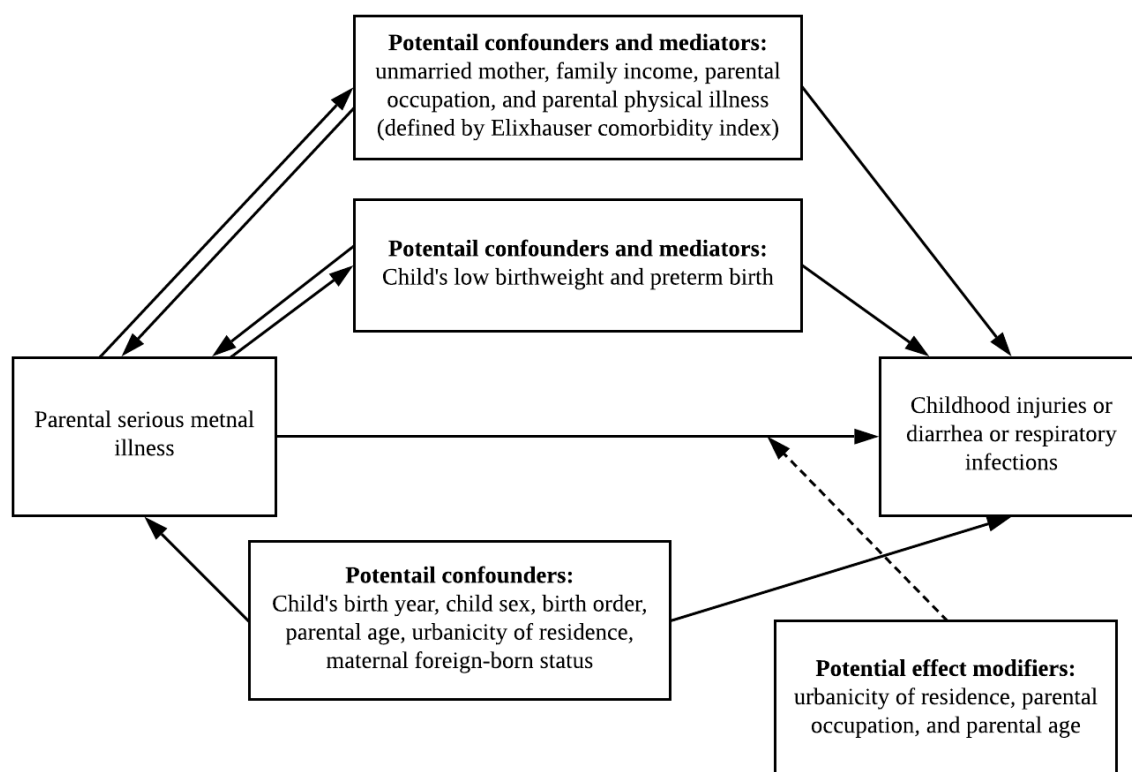 Potentail confounders and mediators:
unmarried mother, family income, parental
occupation, and parental physical illness
(defined by Elixhauser comorbidity index)
Potentail confounders and mediators:
Child's low birthweight and preterm birth
Parental serious metnal
illness
Childhood injuries or
diarrhea or respiratory
infections
Potentail confounders:
Child's birth year, child sex, birth order,
parental age, urbanicity of residence,
maternal foreign-born status
Potential effect modifiers:
urbanicity of residence, parental
occupation, and parental age